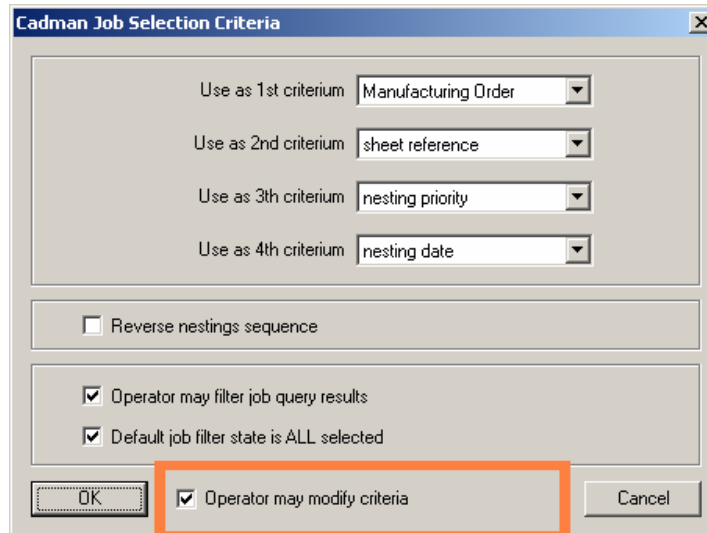 Cadman Job Selection Criteria
Use as 1st criterium Manufacturing Order
Use as 2nd criterium sheet reference
Use as 3th criterium nesting priority
Use as 4th criterium nesting date
Reverse nestings sequence
Operator may filter job query results
Default job filter state is ALL selected
OK Operator may modify criteria Cancel